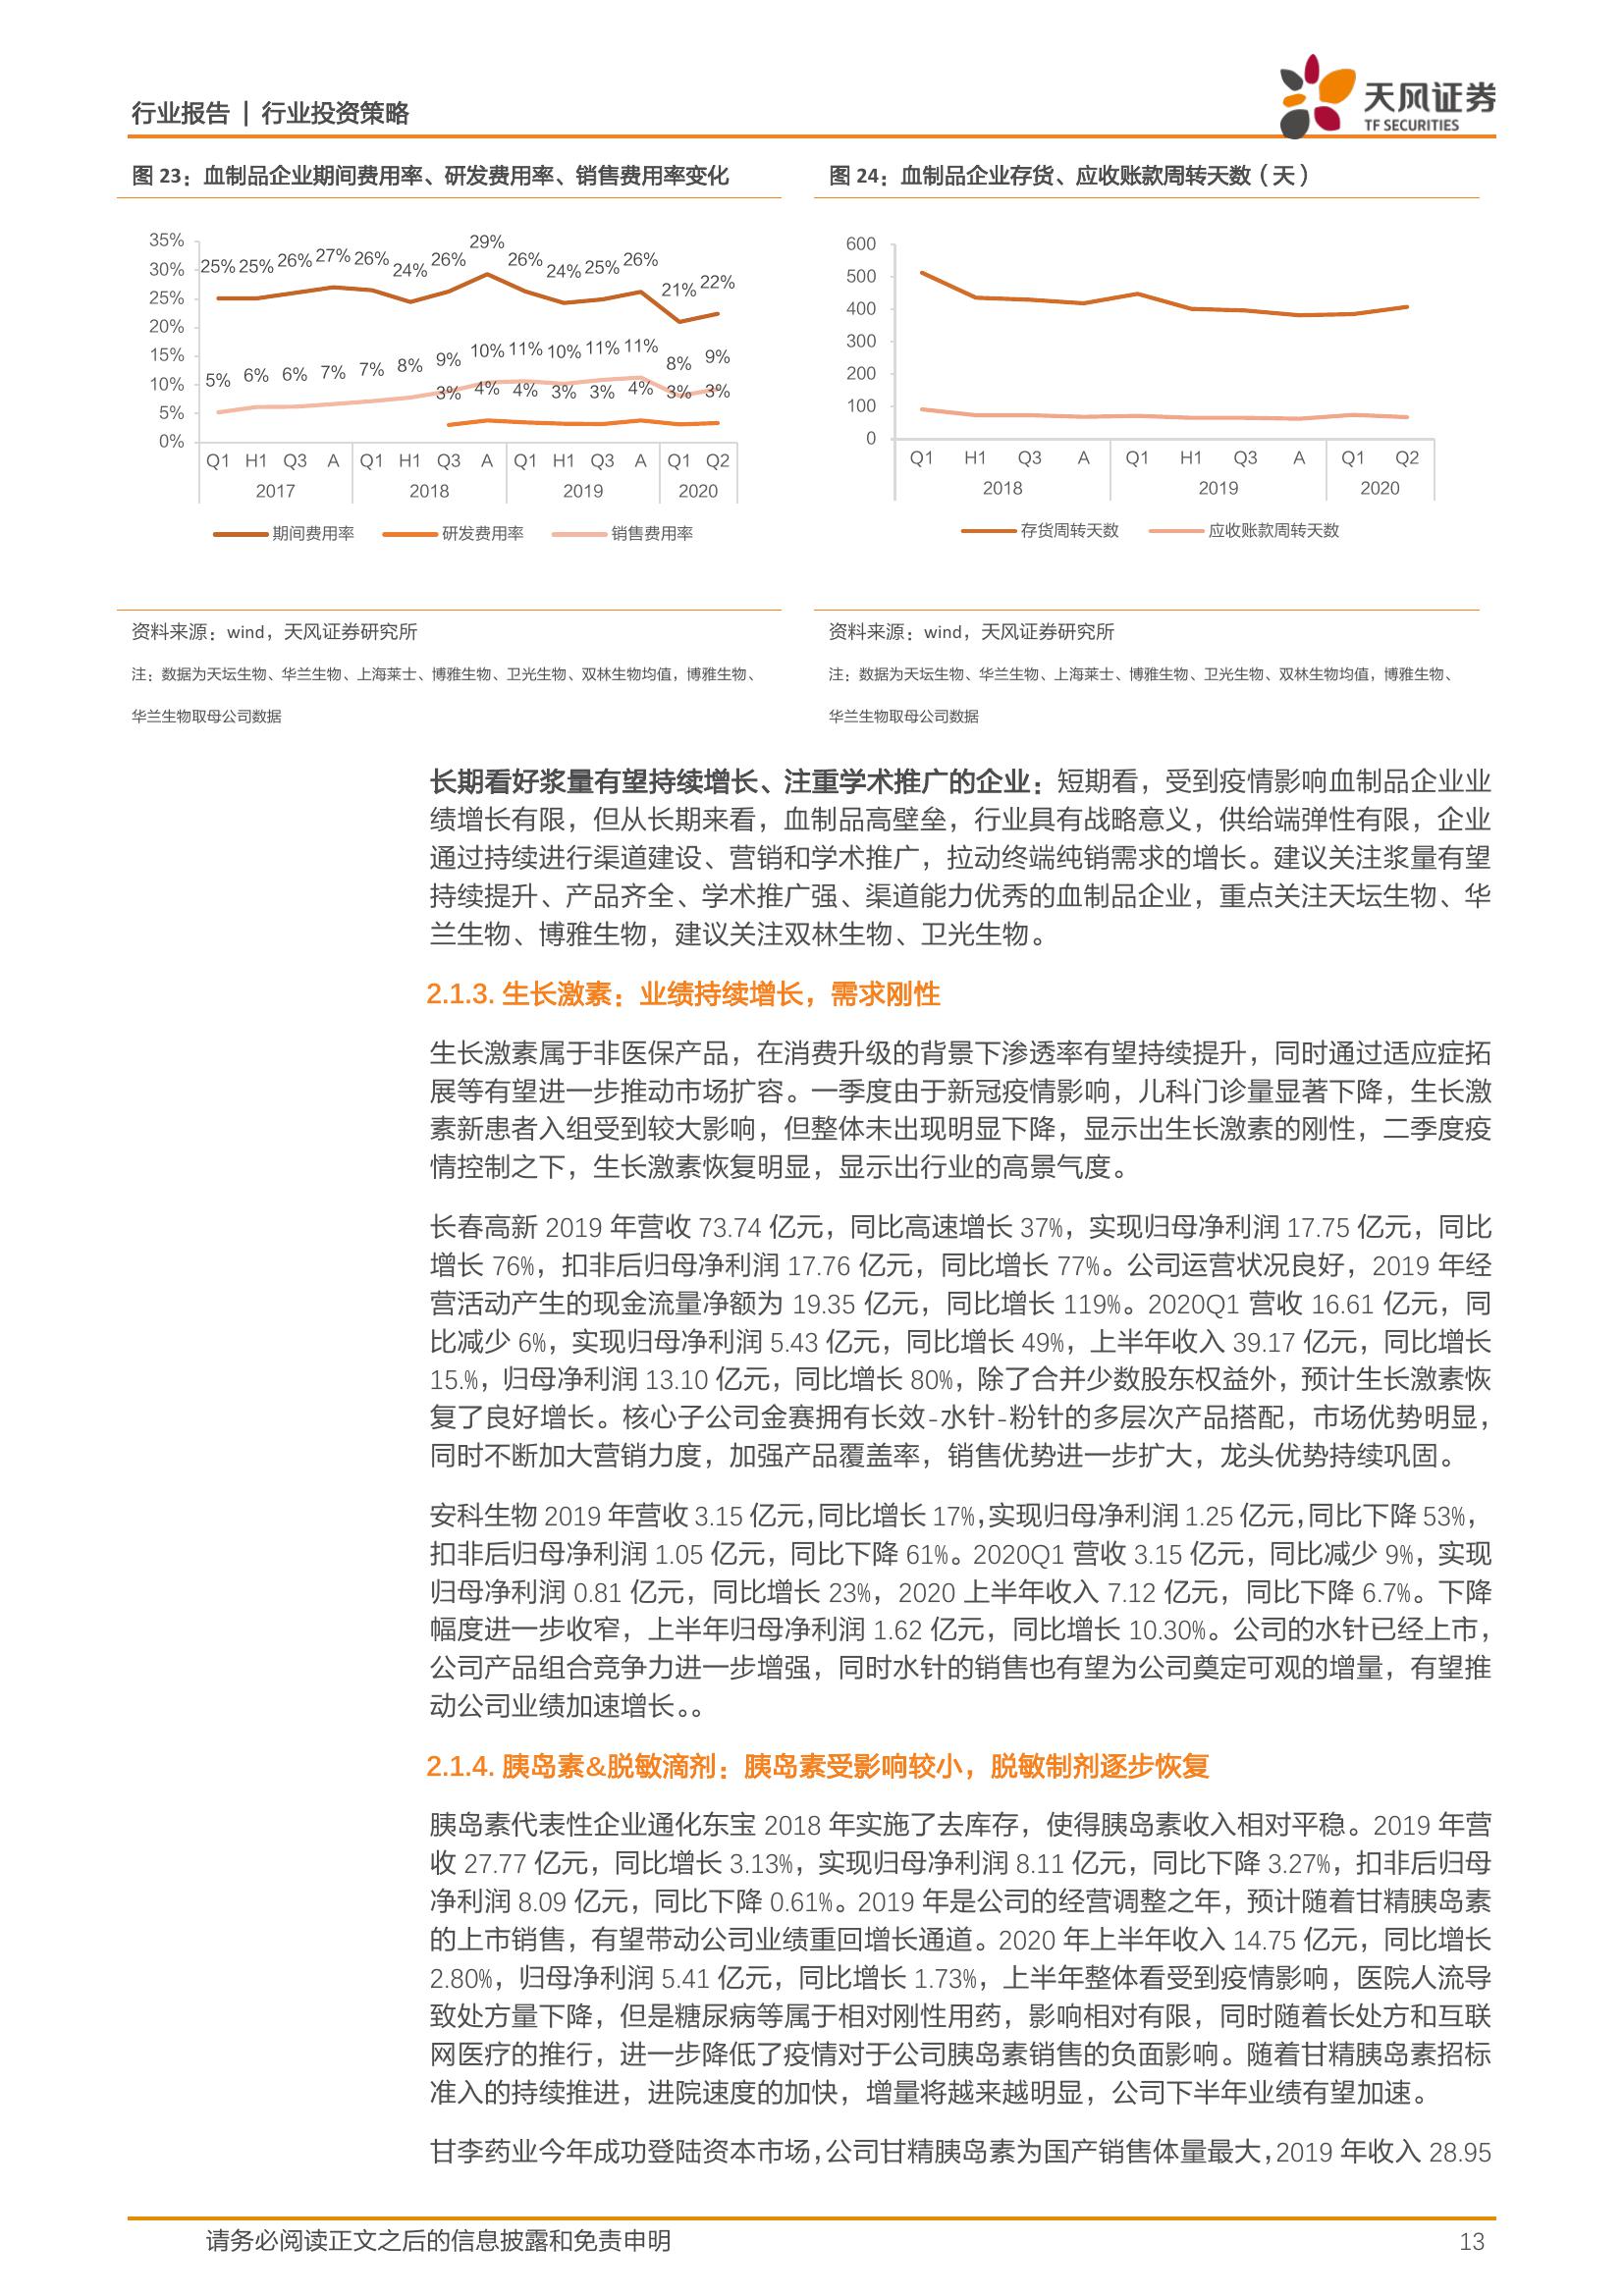 行业报告 | 行业投资策略
天风证券
TF SECURITIES
图 23：血制品企业期间费用率、研发费用率、销售费用率变化
35%
30%
25%
20%
15%
10%
5%
0%
25% 25% 26% 27% 26% 24% 26% 29% 26% 24% 25% 26% 21% 22%
5% 6% 6% 7% 7% 8% 9% 10% 11% 10% 11% 11% 8% 9%
3% 4% 4% 3% 3% 4% 3% 3%
Q1 H1 Q3 A Q1 H1 Q3 A Q1 H1 Q3 A Q1 Q2
2017 2018 2019 2020
期间费用率 研发费用率 销售费用率
资料来源：wind，天风证券研究所
注：数据为天坛生物、华兰生物、上海莱士、博雅生物、卫光生物、双林生物均值，博雅生物、
华兰生物取母公司数据
图 24：血制品企业存货、应收账款周转天数（天）
600
500
400
300
200
100
0
Q1 H1 Q3 A Q1 H1 Q3 A Q1 Q2
2018 2019 2020
存货周转天数 应收账款周转天数
资料来源：wind，天风证券研究所
注：数据为天坛生物、华兰生物、上海莱士、博雅生物、卫光生物、双林生物均值，博雅生物、
华兰生物取母公司数据
长期看好浆量有望持续增长、注重学术推广的企业：短期看，受到疫情影响血制品企业业
绩增长有限，但从长期来看，血制品高壁垒，行业具有战略意义，供给端弹性有限，企业
通过持续进行渠道建设、营销和学术推广，拉动终端纯销需求的增长。建议关注浆量有望
持续提升、产品齐全、学术推广强、渠道能力优秀的血制品企业，重点关注天坛生物、华
兰生物、博雅生物，建议关注双林生物、卫光生物。
2.1.3. 生长激素：业绩持续增长，需求刚性
生长激素属于非医保产品，在消费升级的背景下渗透率有望持续提升，同时通过适应症拓
展等有望进一步推动市场扩容。一季度由于新冠疫情影响，儿科门诊量显著下降，生长激
素新患者入组受到较大影响，但整体未出现明显下降，显示出生长激素的刚性，二季度疫
情控制之下，生长激素恢复明显，显示出行业的高景气度。
长春高新 2019 年营收 73.74 亿元，同比高速增长 37%，实现归母净利润 17.75 亿元，同比
增长 76%，扣非后归母净利润 17.76 亿元，同比增长 77%。公司运营状况良好，2019 年经
营活动产生的现金流量净额为 19.35 亿元，同比增长 119%。2020Q1 营收 16.61 亿元，同
比减少 6%，实现归母净利润 5.43 亿元，同比增长 49%，上半年收入 39.17 亿元，同比增长
15.%，归母净利润 13.10 亿元，同比增长 80%，除了合并少数股东权益外，预计生长激素恢
复了良好增长。核心子公司金赛拥有长效-水针-粉针的多层次产品搭配，市场优势明显，
同时不断加大营销力度，加强产品覆盖率，销售优势进一步扩大，龙头优势持续巩固。
安科生物 2019 年营收 3.15 亿元，同比增长 17%，实现归母净利润 1.25 亿元，同比下降 53%，
扣非后归母净利润 1.05 亿元，同比下降 61%。2020Q1 营收 3.15 亿元，同比减少 9%，实现
归母净利润 0.81 亿元，同比增长 23%，2020 上半年收入 7.12 亿元，同比下降 6.7%。下降
幅度进一步收窄，上半年归母净利润 1.62 亿元，同比增长 10.30%。公司的水针已经上市，
公司产品组合竞争力进一步增强，同时水针的销售也有望为公司奠定可观的增量，有望推
动公司业绩加速增长。。
2.1.4. 胰岛素&脱敏滴剂：胰岛素受影响较小，脱敏制剂逐步恢复
胰岛素代表性企业通化东宝 2018 年实施了去库存，使得胰岛素收入相对平稳。2019 年营
收 27.77 亿元，同比增长 3.13%，实现归母净利润 8.11 亿元，同比下降 3.27%，扣非后归母
净利润 8.09 亿元，同比下降 0.61%。2019 年是公司的经营调整之年，预计随着甘精胰岛素
的上市销售，有望带动公司业绩重回增长通道。2020 年上半年收入 14.75 亿元，同比增长
2.80%，归母净利润 5.41 亿元，同比增长 1.73%，上半年整体看受到疫情影响，医院人流导
致处方量下降，但是糖尿病等属于相对刚性用药，影响相对有限，同时随着长处方和互联
网医疗的推行，进一步降低了疫情对于公司胰岛素销售的负面影响。随着甘精胰岛素招标
准入的持续推进，进院速度的加快，增量将越来越明显，公司下半年业绩有望加速。
甘李药业今年成功登陆资本市场，公司甘精胰岛素为国产销售体量最大，2019 年收入 28.95
请务必阅读正文之后的信息披露和免责申明
13